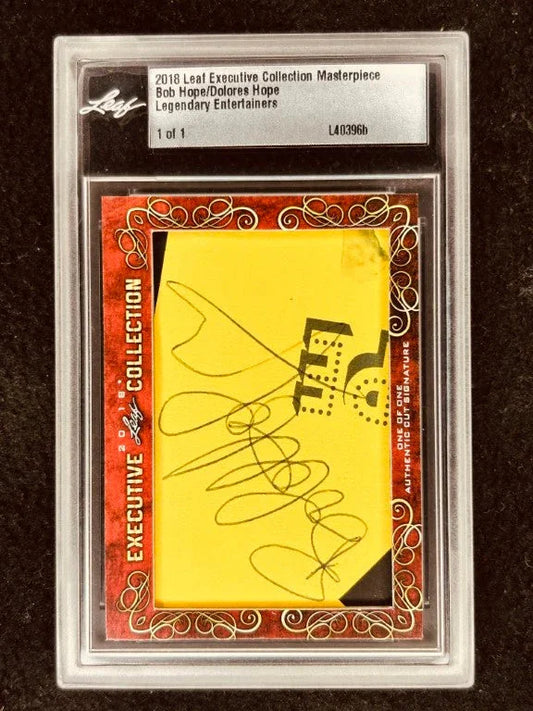 Leaf
2018 Leaf Executive Collection Masterpiece
Bob Hope/Dolores Hope
Legendary Entertainers
1 of 1
L40396b
EXECUTIVE COLLECTION
2018
Leaf
ONE OF ONE
AUTHENTIC CUT SIGNATURE